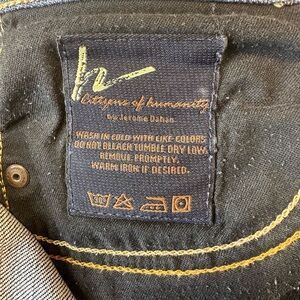 Citizens of humanity
by Jerome Dahan
WASH IN COLD WITH LIKE COLORS
DO NOT BLEACH TUMBLE DRY LOW.
REMOVE PROMPTLY.
WARM IRON IF DESIRED.